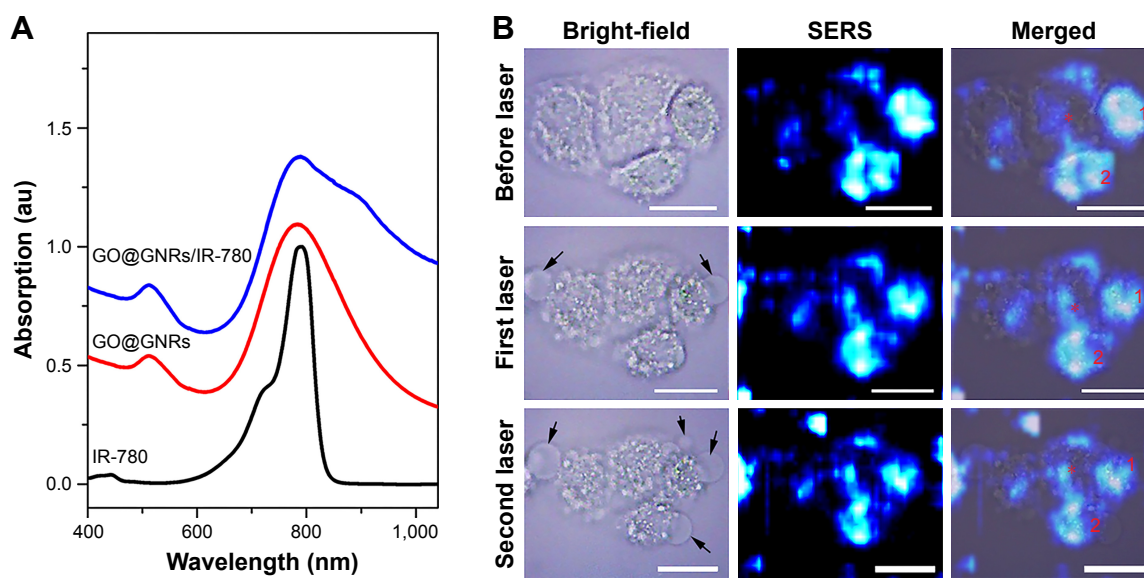 A
Absorption (au)
1.5
1.0
0.5
0.0
GO@GNRs/IR-780
GO@GNRs
IR-780
400
600
800
1,000
Wavelength (nm)
B
Bright-field
SERS
Merged
Before laser
1
2
First laser
1
2
Second laser
1
2